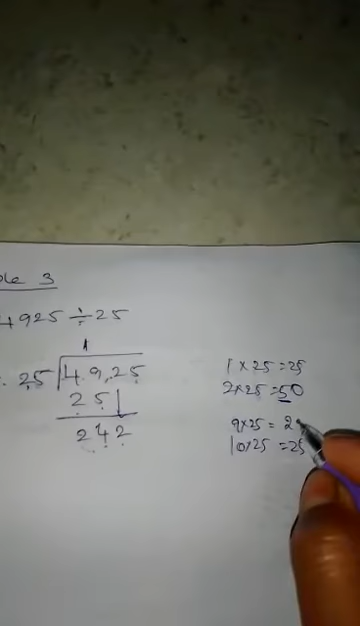 ole 3
4925 ÷ 25
1
25 49,25
25
242
1 × 25 = 25
2 × 25 = 50
9 × 25 = 2
10 × 25 = 25